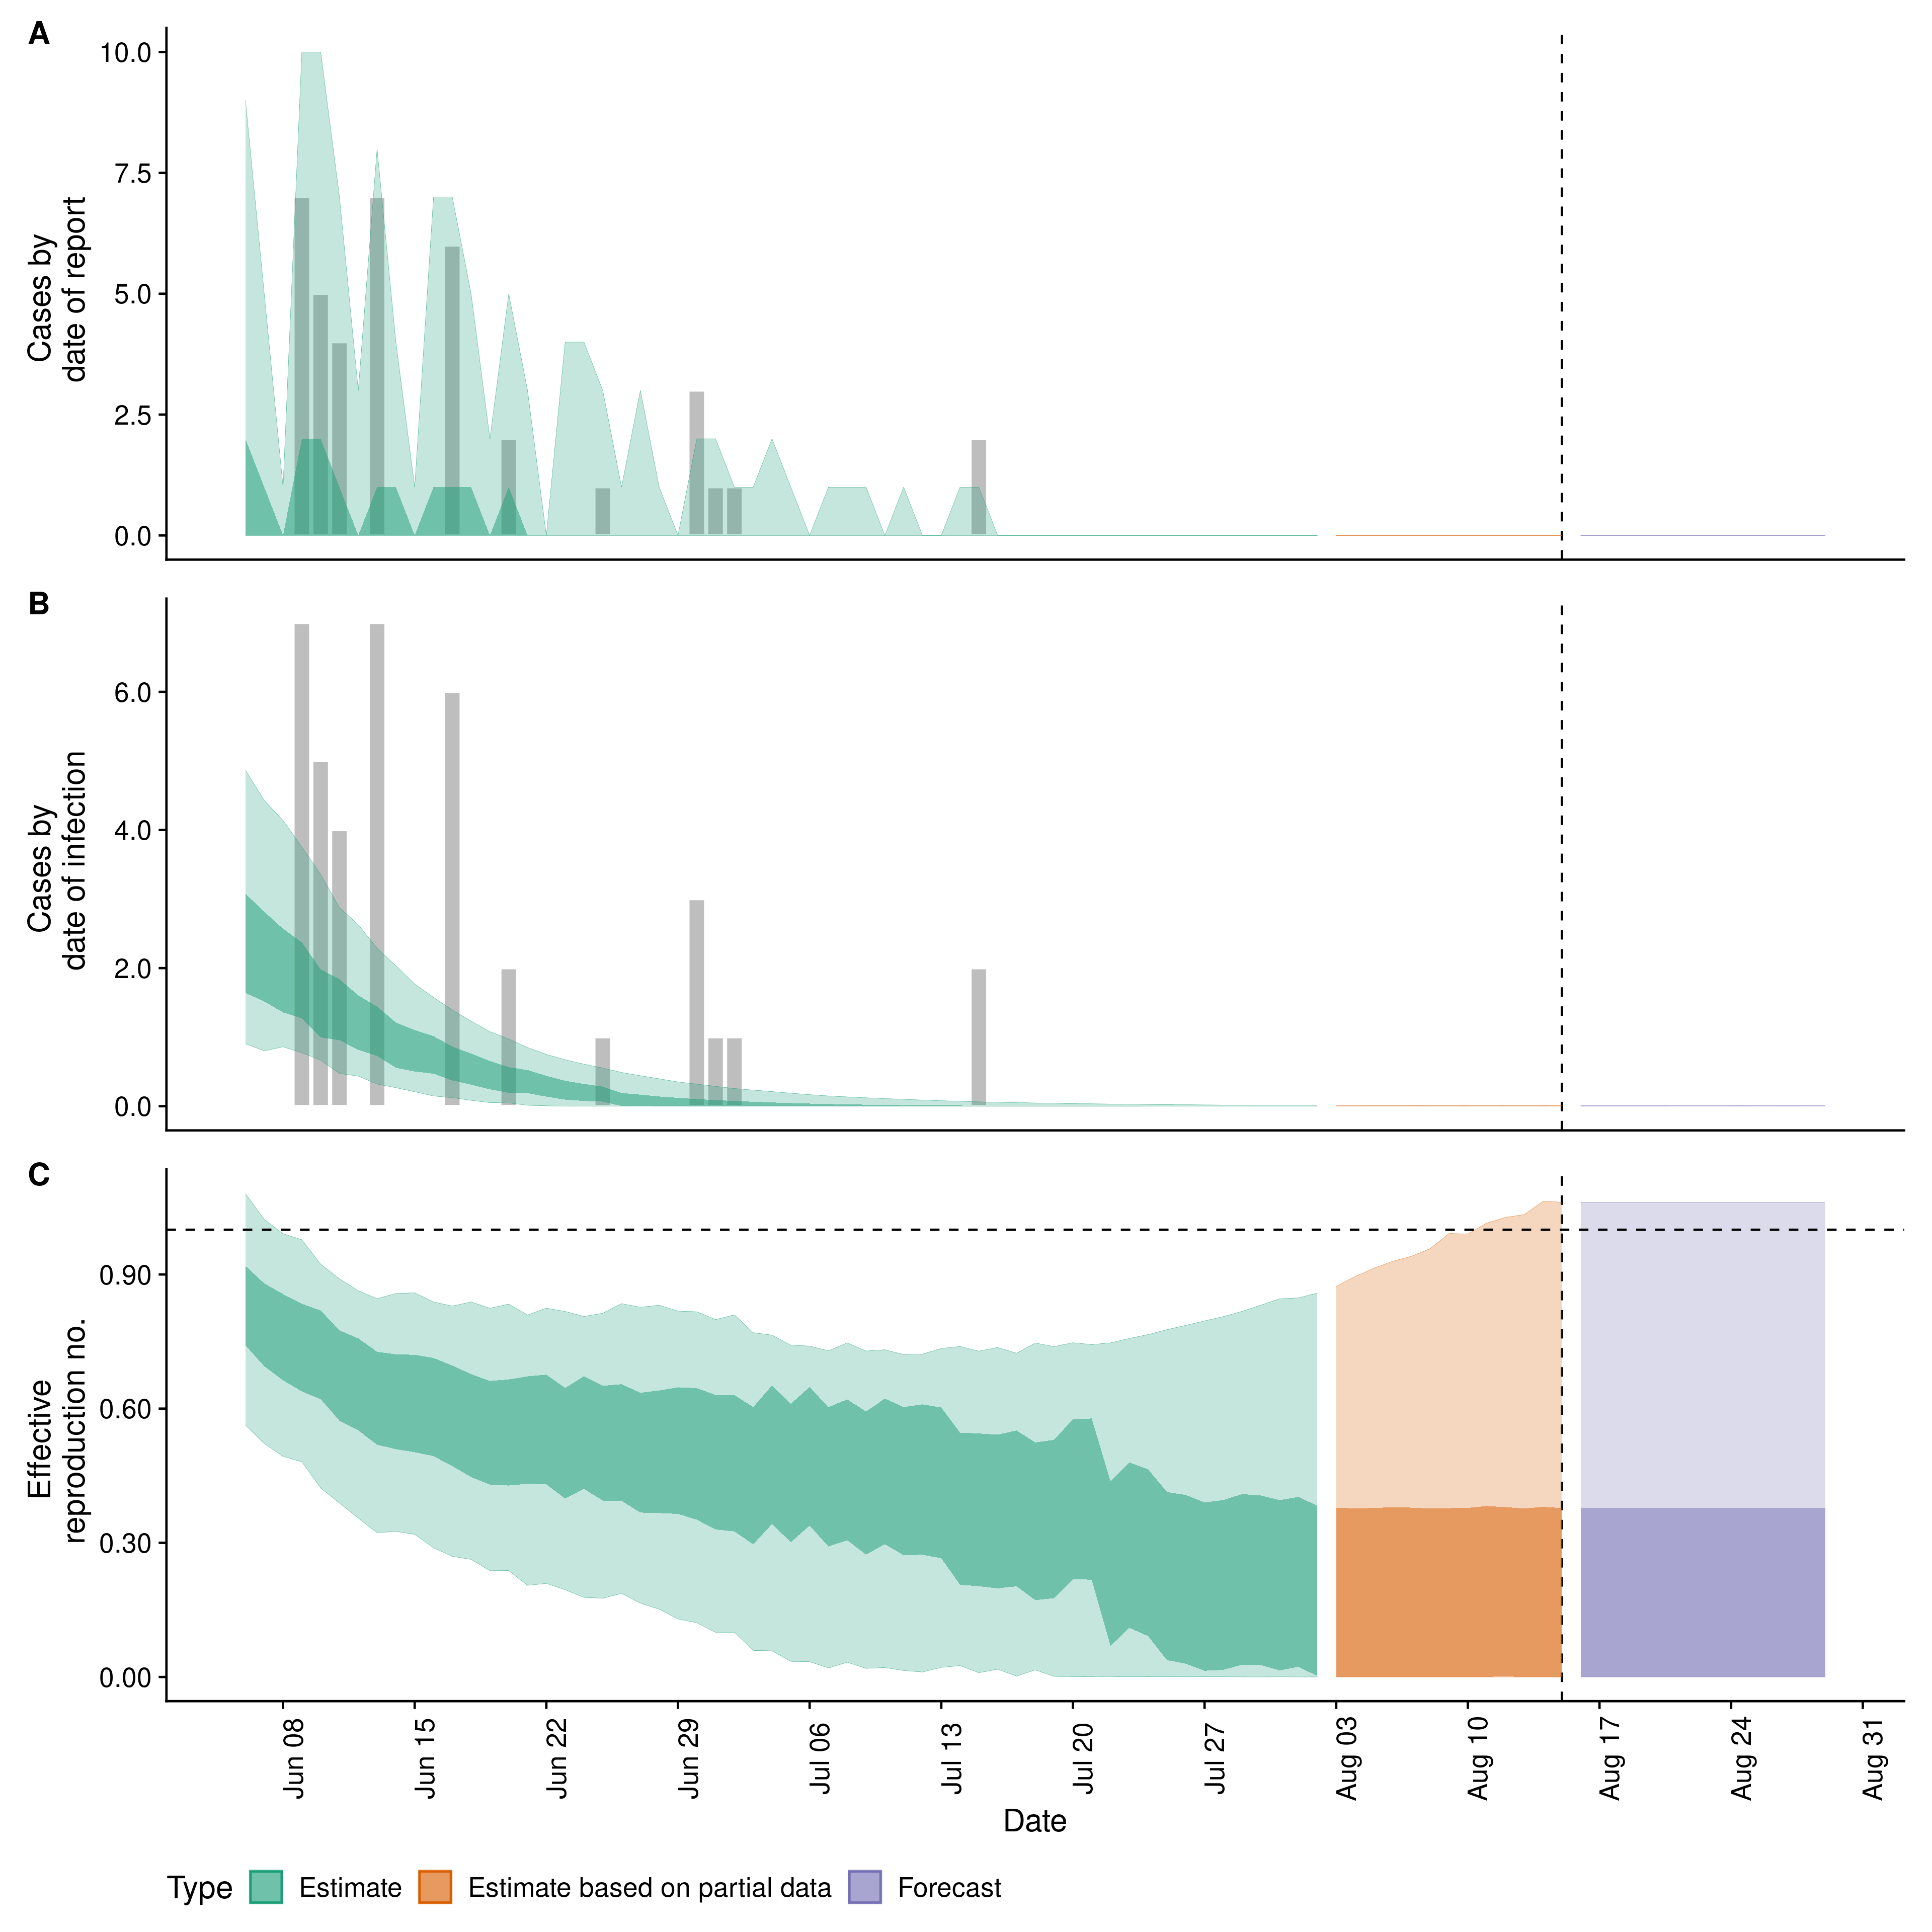 A
10.0
7.5
5.0
2.5
0.0
Cases by
date of report
B
6.0
4.0
2.0
0.0
Cases by
date of infection
C
0.90
0.60
0.30
0.00
Effective
reproduction no.
Jun 08
Jun 15
Jun 22
Jun 29
Jul 06
Jul 13
Jul 20
Jul 27
Aug 03
Aug 10
Aug 17
Aug 24
Aug 31
Date
Type
Estimate
Estimate based on partial data
Forecast